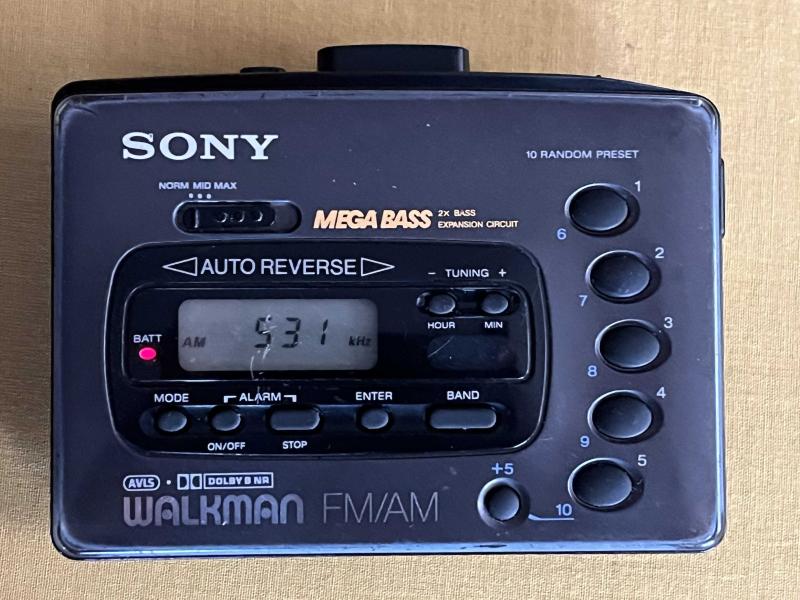 SONY
10 RANDOM PRESET
NORM MID MAX
MEGA BASS 2X BASS
EXPANSION CIRCUIT
1
6
2
7
3
8
4
9
5
+5
10
AUTO REVERSE
- TUNING +
HOUR MIN
BATT
AM 531 kHz
MODE ALARM ENTER BAND
ON/OFF STOP
AVLS DOLBY B NR
WALKMAN FM/AM